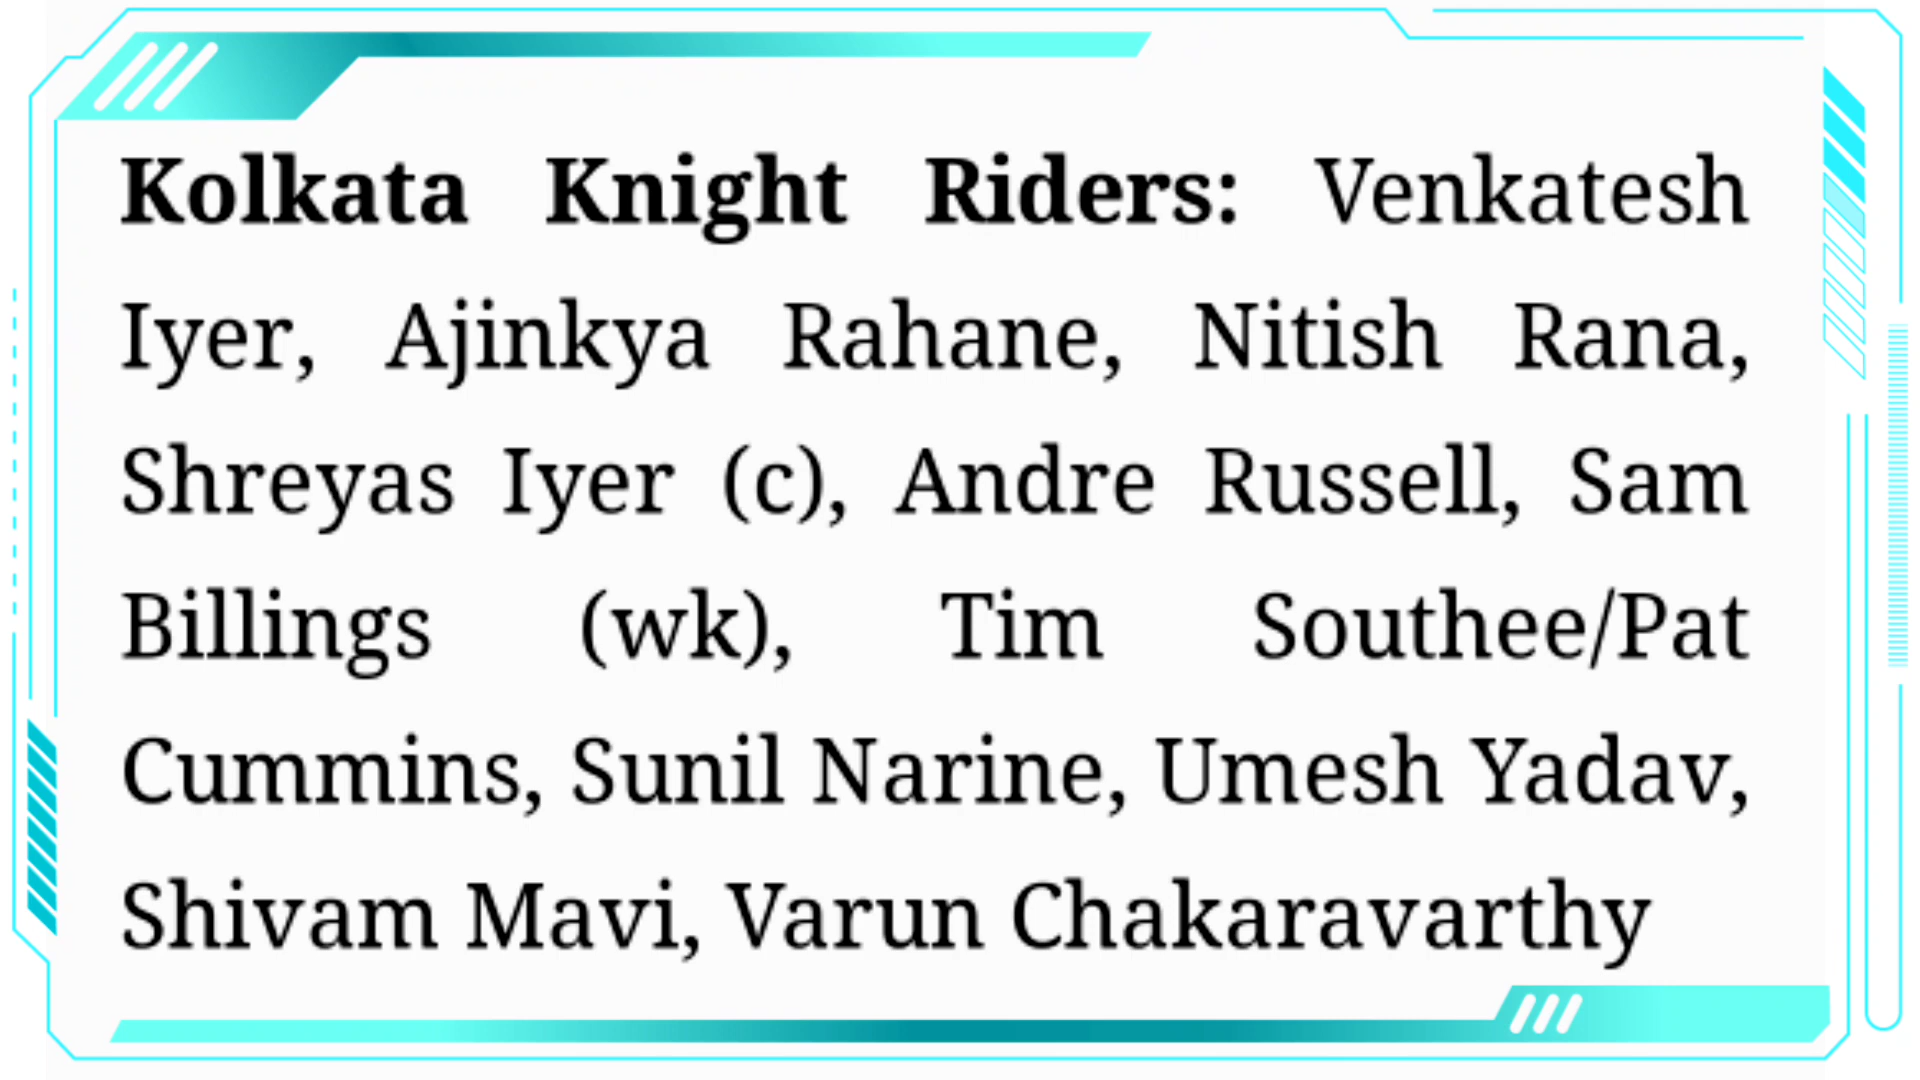 Kolkata Knight Riders: Venkatesh
Iyer, Ajinkya Rahane, Nitish Rana,
Shreyas Iyer (c), Andre Russell, Sam
Billings (wk), Tim Southee/Pat
Cummins, Sunil Narine, Umesh Yadav,
Shivam Mavi, Varun Chakaravarthy